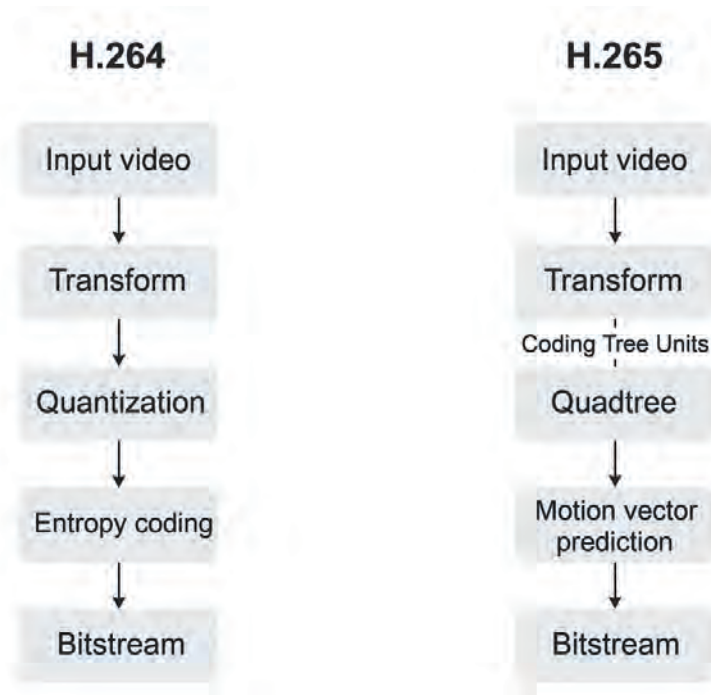 H.264
Input video
Transform
Quantization
Entropy coding
Bitstream
H.265
Input video
Transform
Coding Tree Units
Quadtree
Motion vector
prediction
Bitstream